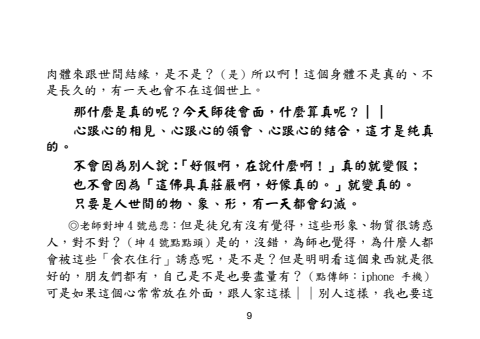 肉體來跟世間結緣，是不是？（是）所以啊！這個身體不是真的、不
是長久的，有一天也會不在這個世上。
那什麼是真的呢？今天師徒會面，什麼算真呢？││
心跟心的相見、心跟心的領會、心跟心的結合，這才是純真
的。
不會因為別人說：「好假啊，在說什麼啊！」真的就變假；
也不會因為「這佛具真莊嚴啊，好像真的。」就變真的。
只要是人世間的物、象、形，有一天都會幻滅。
◎老師對坤4號慈悲：但是徒兒有沒有覺得，這些形象、物質很誘惑
人，對不對？（坤4號點點頭）是的，沒錯，為師也覺得，為什麼人都
會被這些「食衣住行」誘惑呢，是不是？但是明明看這個東西就是很
好的，朋友們都有，自己是不是也要盡量有？（點傳師：iphone 手機）
可是如果這個心常常放在外面，跟人家這樣││別人這樣，我也要這
9